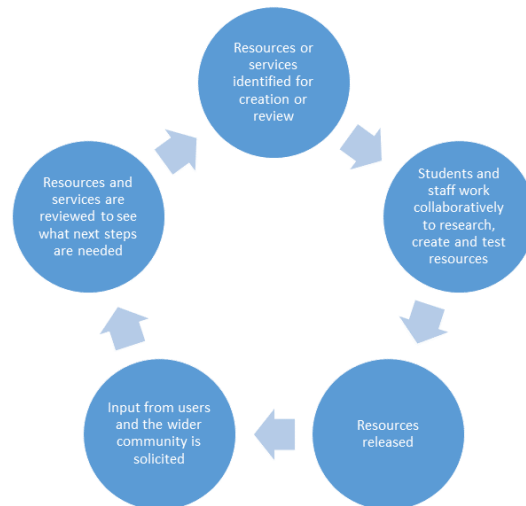 Resources or
services
identified for
creation or
review
Students and
staff work
collaboratively
to research,
create and test
resources
Resources
released
Input from users
and the wider
community is
solicited
Resources and
services are
reviewed to see
what next steps
are needed